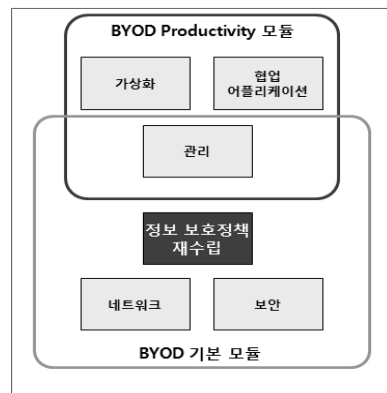 BYOD Productivity 모듈
가상화
협업
어플리케이션
관리
정보 보호정책
재수립
네트워크
보안
BYOD 기본 모듈